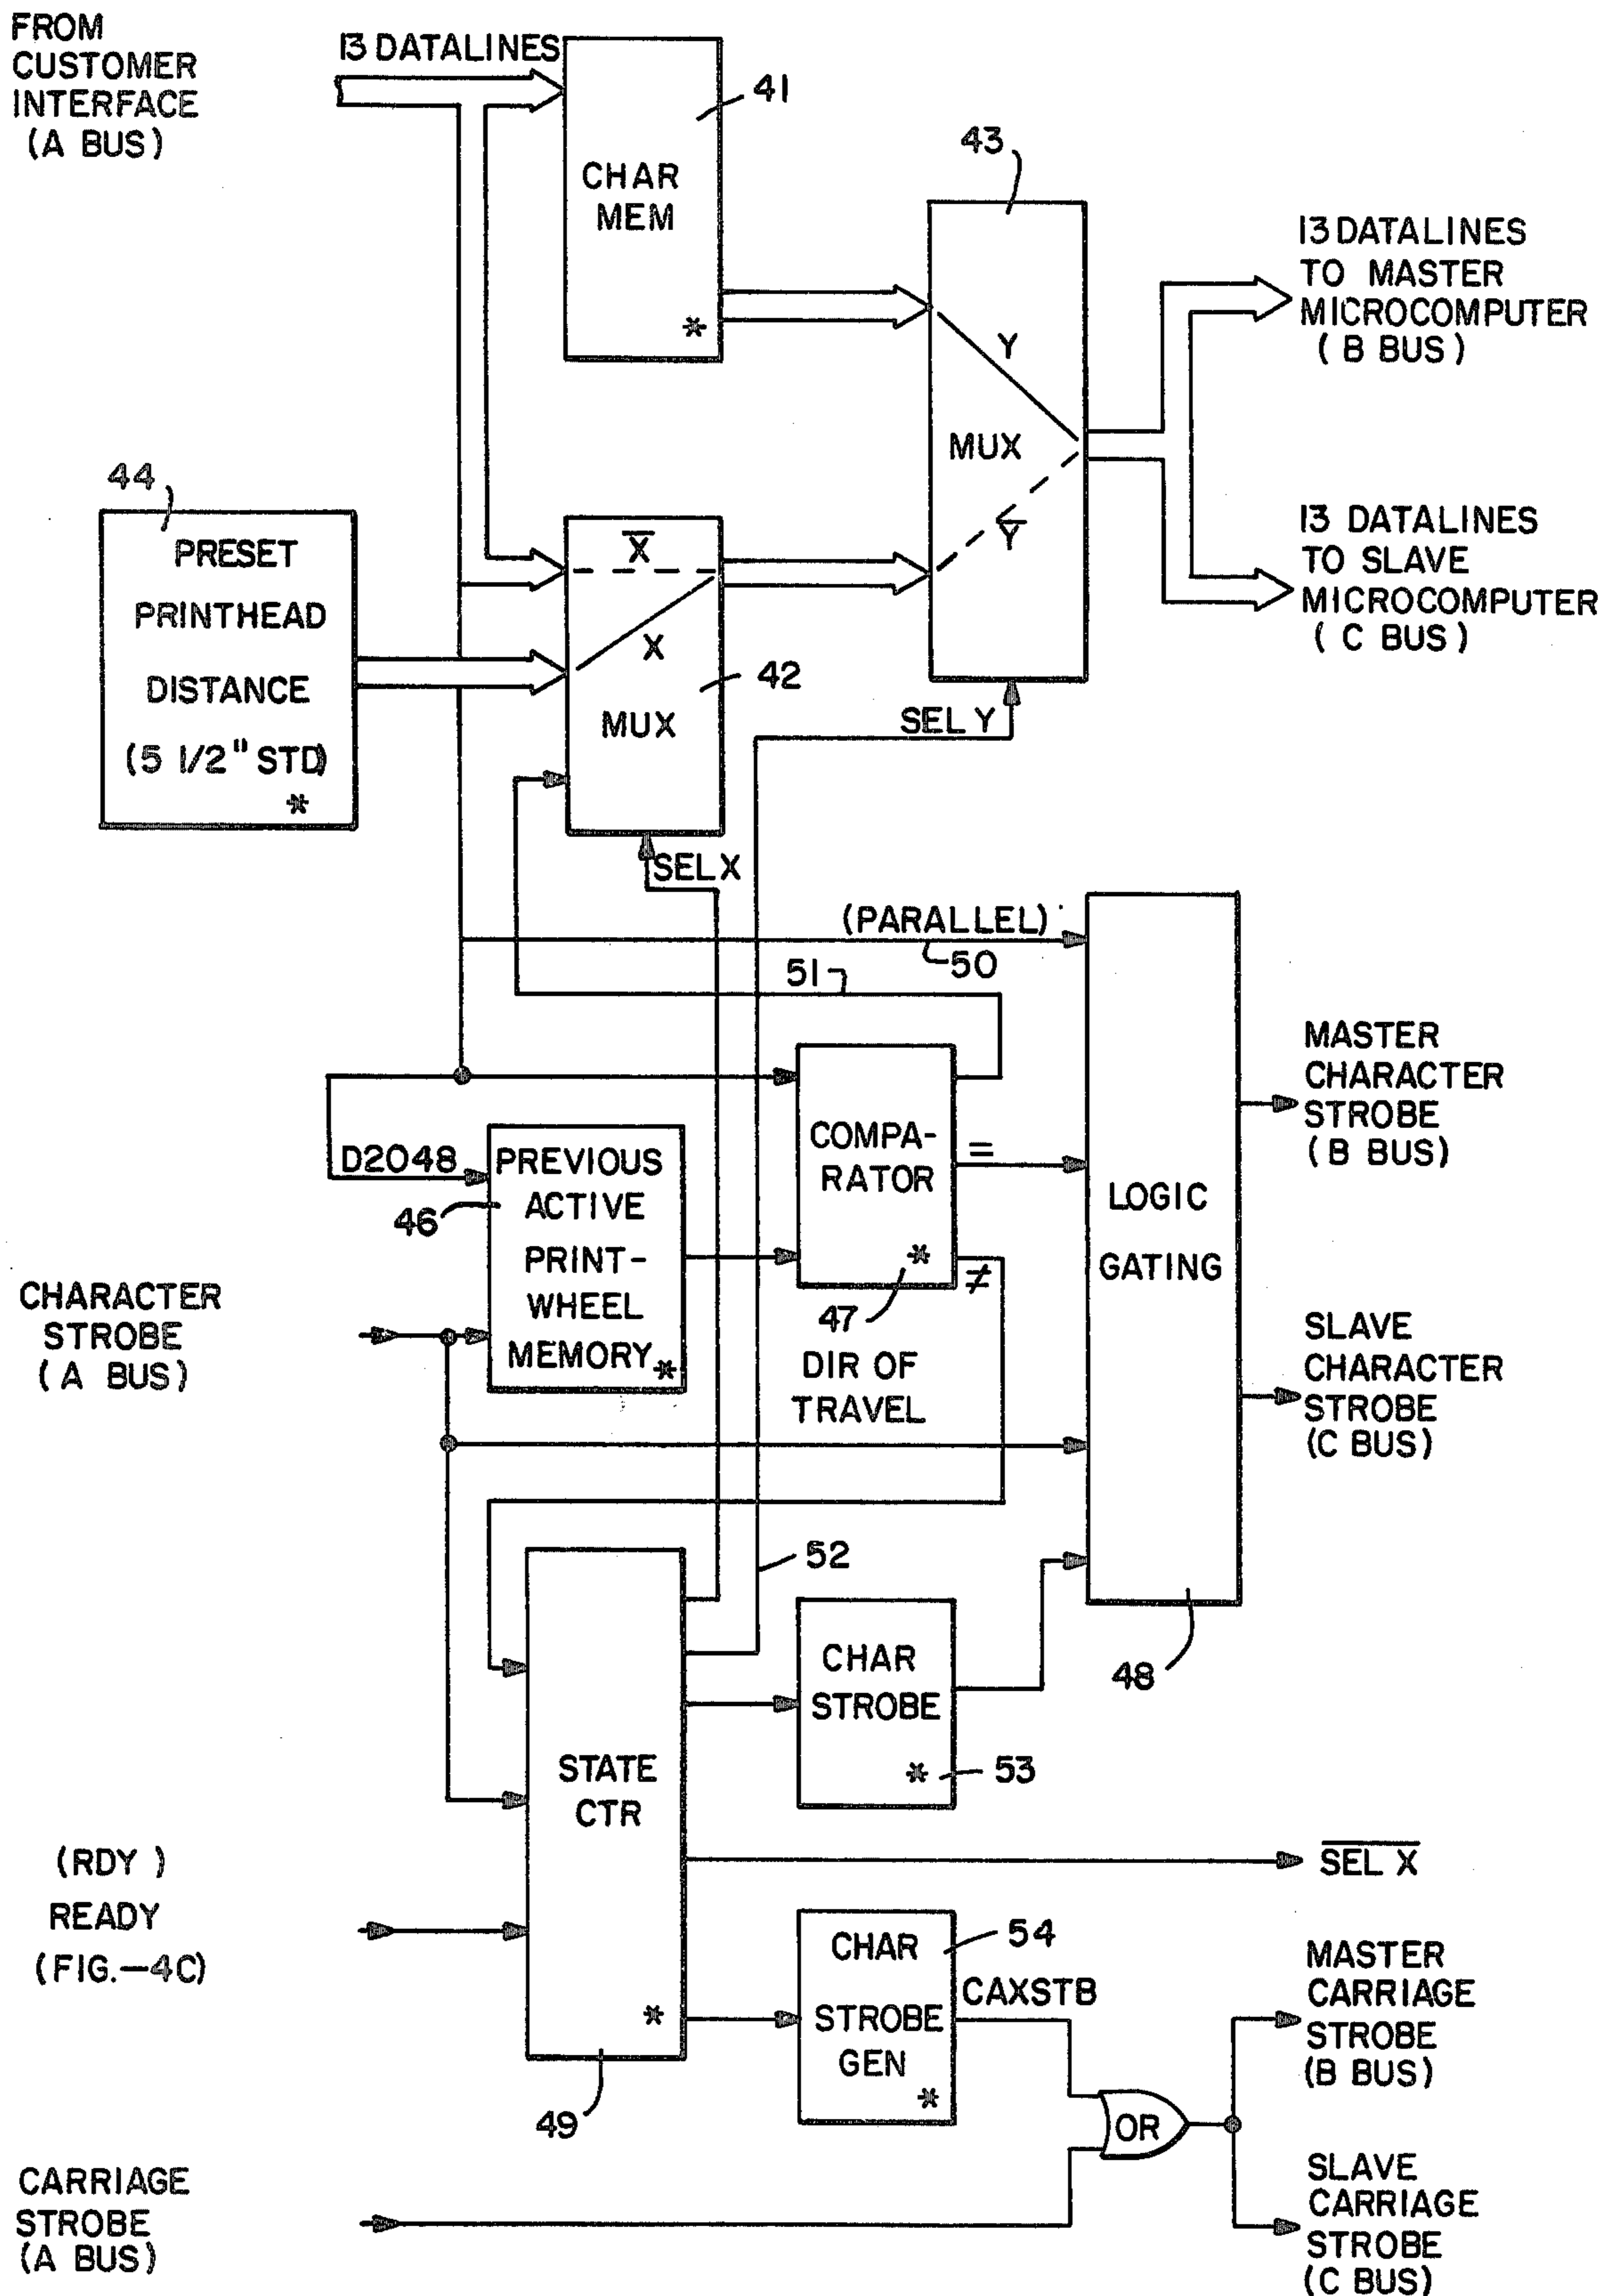 FROM
CUSTOMER
INTERFACE
(A BUS)
13 DATALINES
41
CHAR
MEM
*
43
Y
MUX
Y̅
13 DATALINES
TO MASTER
MICROCOMPUTER
( B BUS )
13 DATALINES
TO SLAVE
MICROCOMPUTER
( C BUS )
44
PRESET
PRINTHEAD
DISTANCE
(5 1/2" STD)
*
X̅
X
42
MUX
SEL Y
SEL X
(PARALLEL)
50
51
COMPA-
RATOR
*
=
≠
47
DIR OF
TRAVEL
D2048
46
PREVIOUS
ACTIVE
PRINT-
WHEEL
MEMORY
*
LOGIC
GATING
48
MASTER
CHARACTER
STROBE
( B BUS)
SLAVE
CHARACTER
STROBE
(C BUS)
CHARACTER
STROBE
( A BUS)
52
CHAR
STROBE
* 53
STATE
CTR
*
49
(RDY )
READY
(FIG.-4C)
S̅E̅L̅ X̅
CHAR
STROBE
GEN
*
54
CAXSTB
OR
MASTER
CARRIAGE
STROBE
(B BUS)
SLAVE
CARRIAGE
STROBE
(C BUS)
CARRIAGE
STROBE
(A BUS)